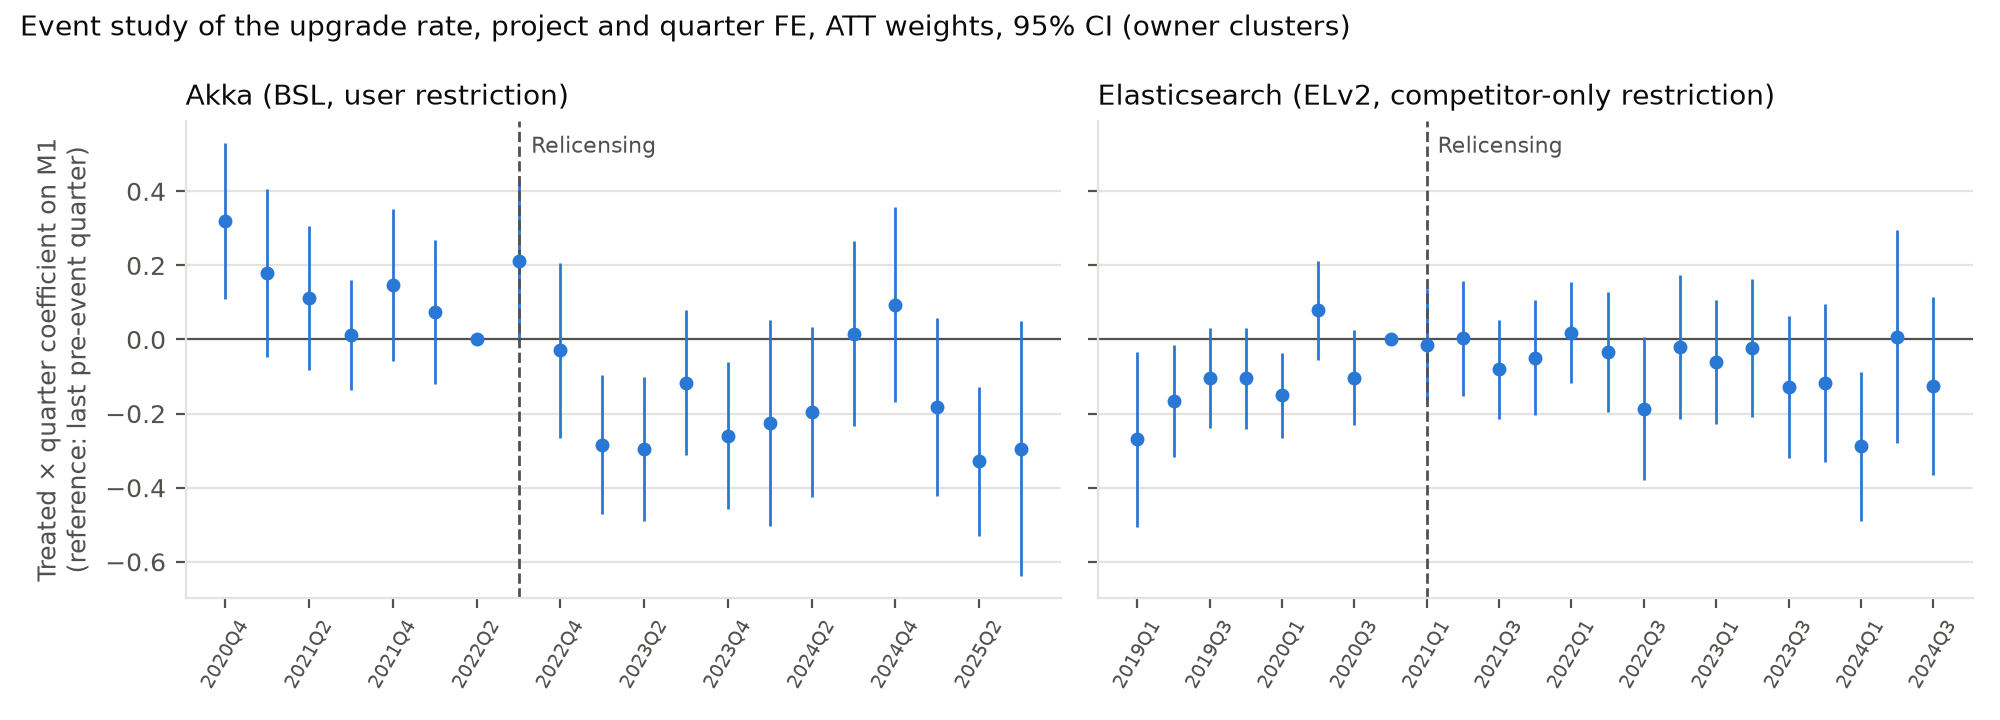 Event study of the upgrade rate, project and quarter FE, ATT weights, 95% CI (owner clusters)
Akka (BSL, user restriction)
Elasticsearch (ELv2, competitor-only restriction)
Treated × quarter coefficient on M1
(reference: last pre-event quarter)
Relicensing
Relicensing
0.4
0.2
0.0
−0.2
−0.4
−0.6
2020Q4
2021Q2
2021Q4
2022Q2
2022Q4
2023Q2
2023Q4
2024Q2
2024Q4
2025Q2
2019Q1
2019Q3
2020Q1
2020Q3
2021Q1
2021Q3
2022Q1
2022Q3
2023Q1
2023Q3
2024Q1
2024Q3